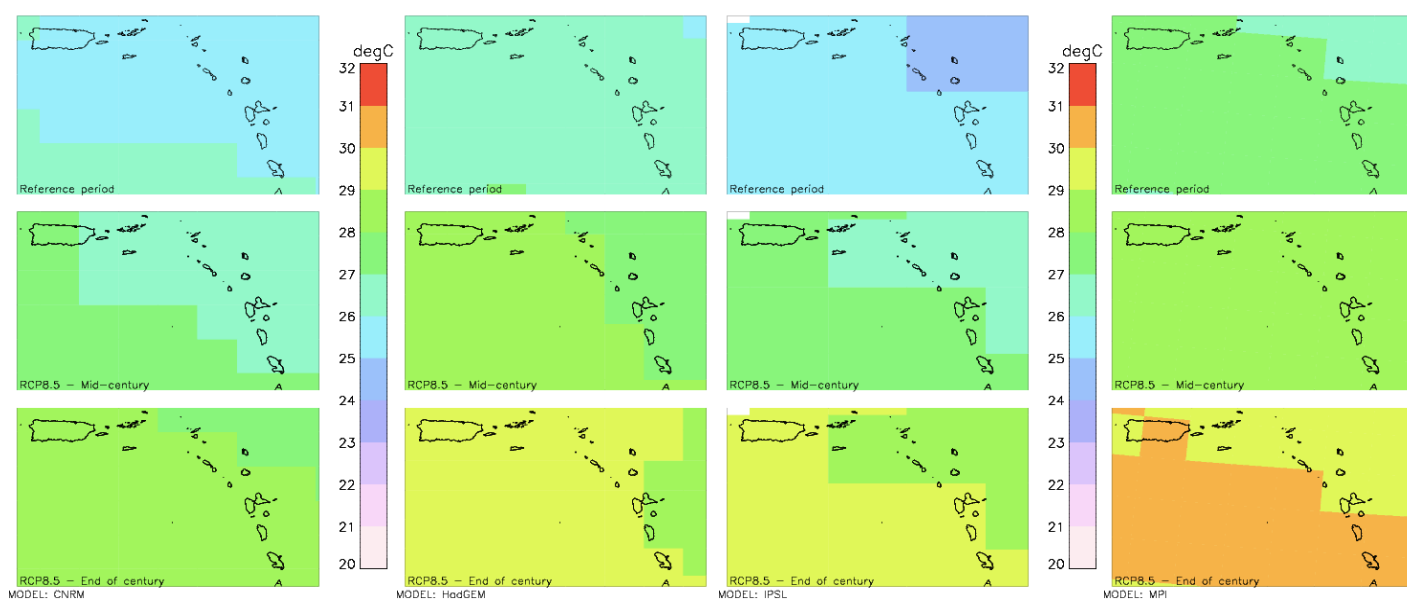 degC
degC
32
31
30
29
28
27
26
25
24
23
22
21
20
32
31
30
29
28
27
26
25
24
23
22
21
20
Reference period
Reference period
Reference period
Reference period
RCP8.5 – Mid-century
RCP8.5 – Mid-century
RCP8.5 – Mid-century
RCP8.5 – Mid-century
RCP8.5 – End of century
RCP8.5 – End of century
RCP8.5 – End of century
RCP8.5 – End of century
MODEL: CNRM
MODEL: HadGEM
MODEL: IPSL
MODEL: MPI